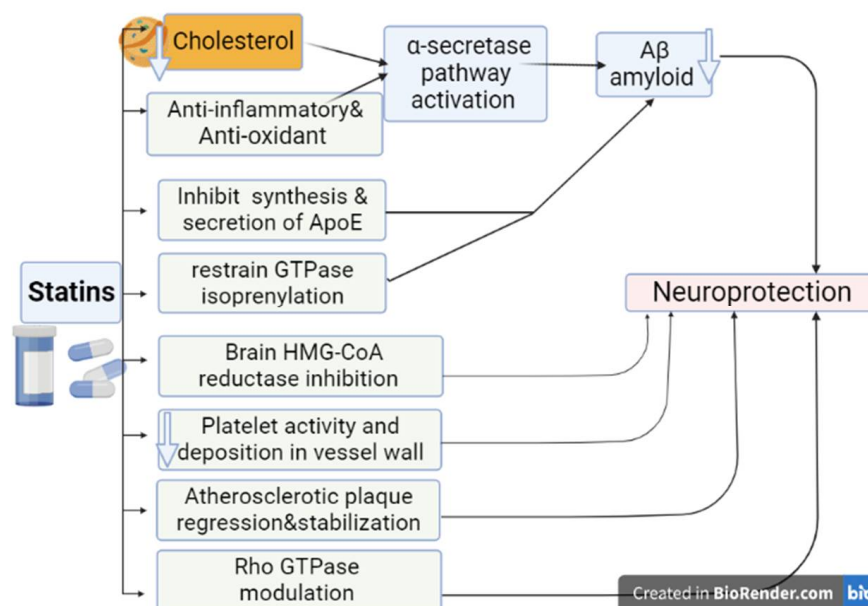 Cholesterol
α-secretase
pathway
activation
Aβ
amyloid
Anti-inflammatory&
Anti-oxidant
Inhibit synthesis &
secretion of ApoE
restrain GTPase
isoprenylation
Statins
Neuroprotection
Brain HMG-CoA
reductase inhibition
Platelet activity and
deposition in vessel wall
Atherosclerotic plaque
regression&stabilization
Rho GTPase
modulation
Created in BioRender.com